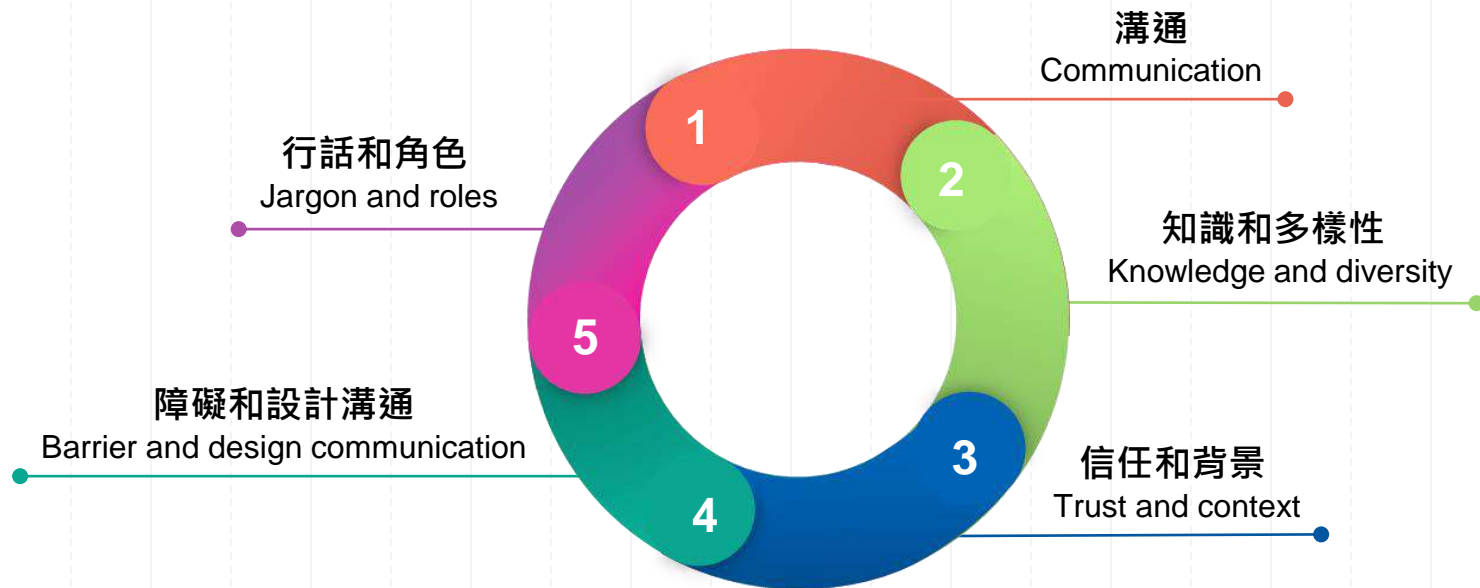 1
溝通
Communication
2
知識和多樣性
Knowledge and diversity
3
信任和背景
Trust and context
4
障礙和設計溝通
Barrier and design communication
5
行話和角色
Jargon and roles